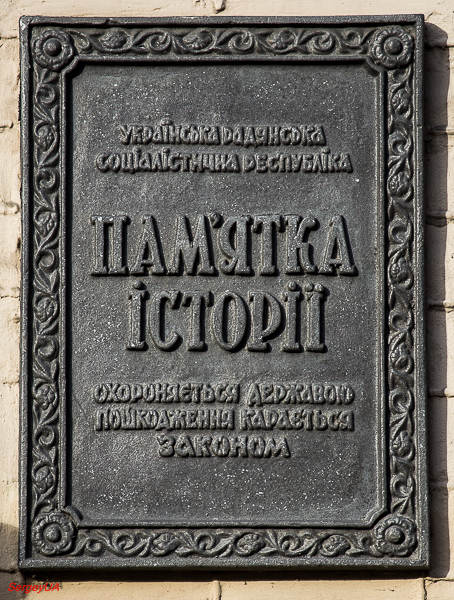 УКРАЇНСЬКА РАДЯНСЬКА
СОЦІАЛІСТИЧНА РЕСПУБЛІКА
ПАМ'ЯТКА
ІСТОРІЇ
ОХОРОНЯЄТЬСЯ ДЕРЖАВОЮ
ПОШКОДЖЕННЯ КАРАЄТЬСЯ
ЗАКОНОМ